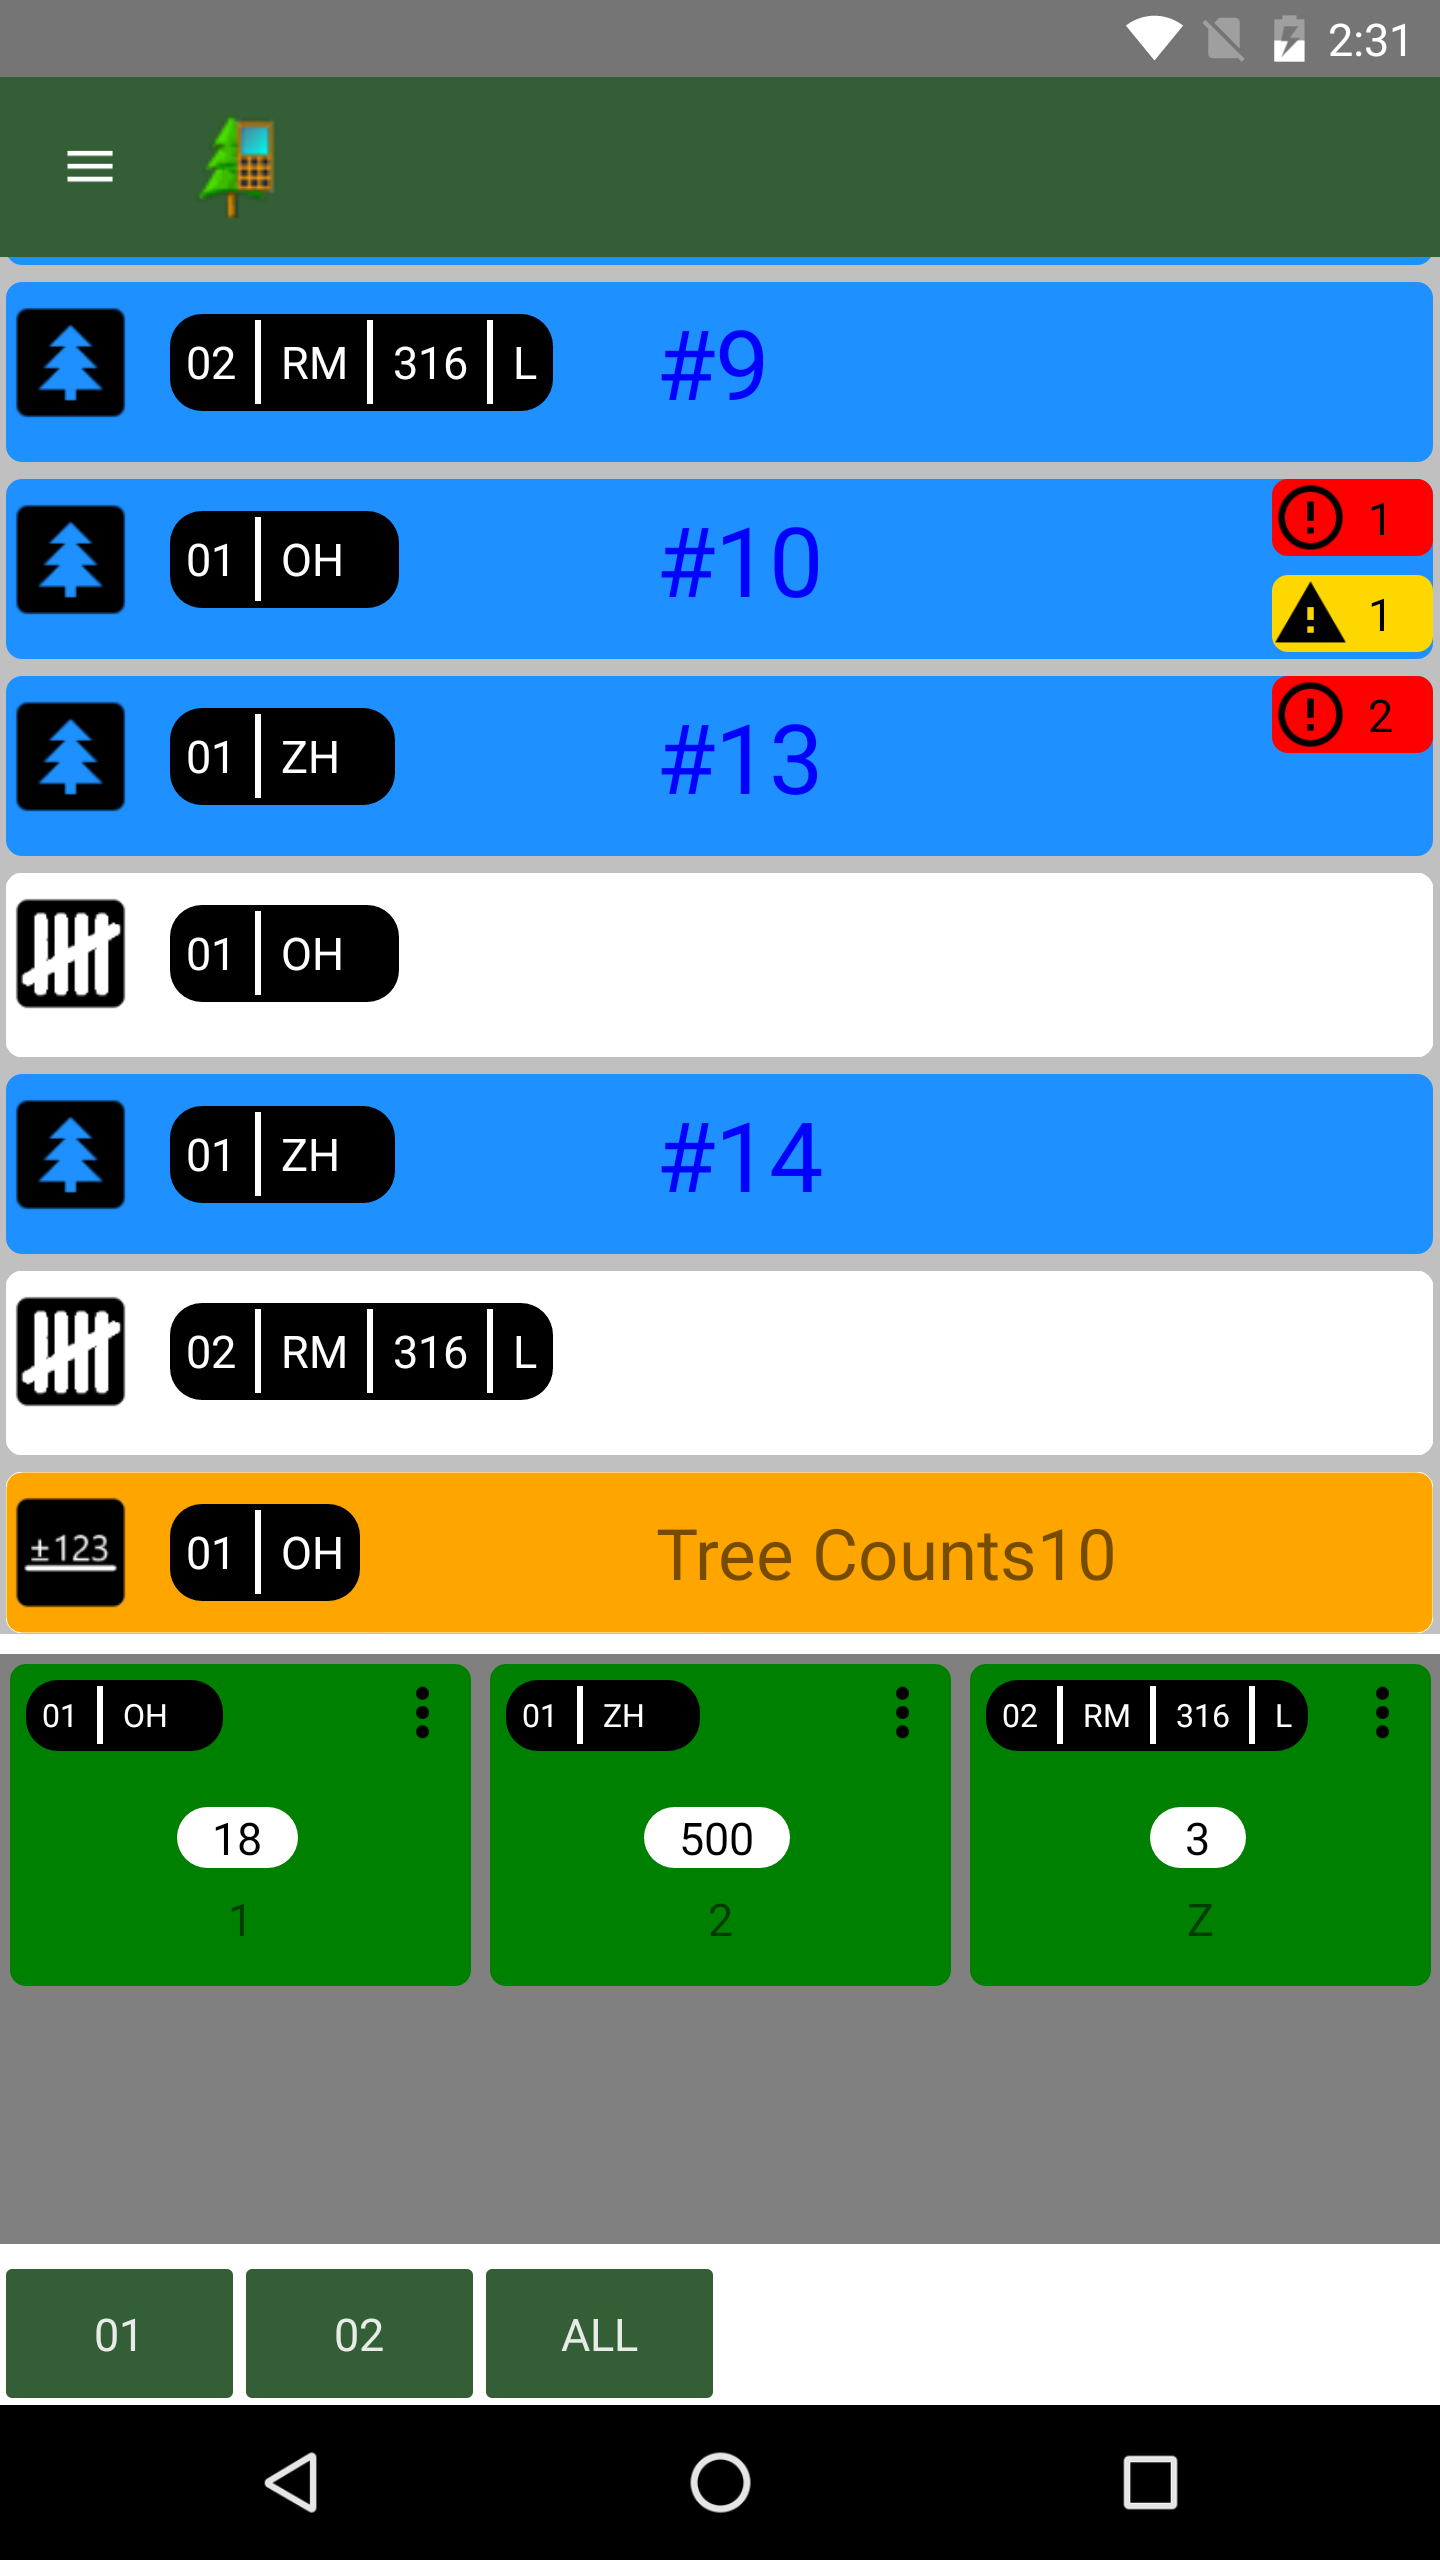 2:31
02 RM 316 L #9
01 OH #10 1
1
01 ZH #13 2
01 OH
01 ZH #14
02 RM 316 L
±123 01 OH Tree Counts10
01 OH 01 ZH 02 RM 316 L
18 500 3
1 2 Z
01 02 ALL